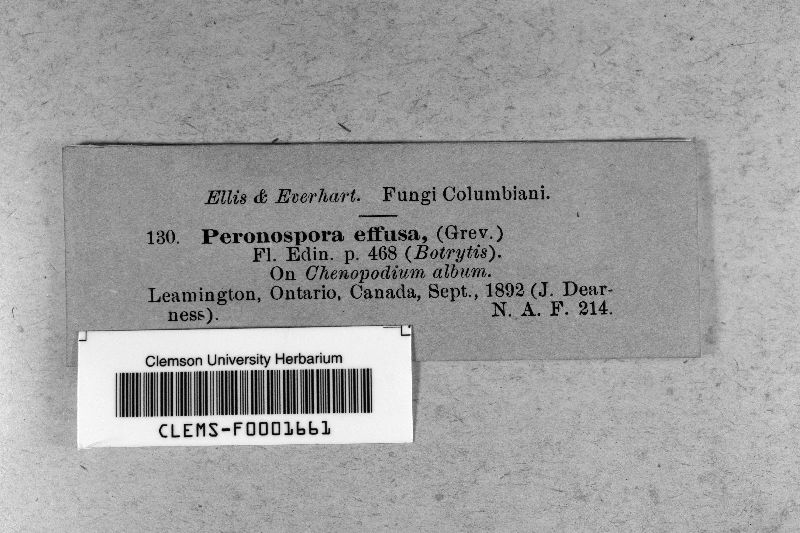 Ellis & Everhart. Fungi Columbiani.
130. Peronospora effusa, (Grev.)
Fl. Edin. p. 468 (Botrytis).
On Chenopodium album.
Leamington, Ontario, Canada, Sept., 1892 (J. Dear-
ness). N. A. F. 214.
Clemson University Herbarium
CLEMS-F0001661